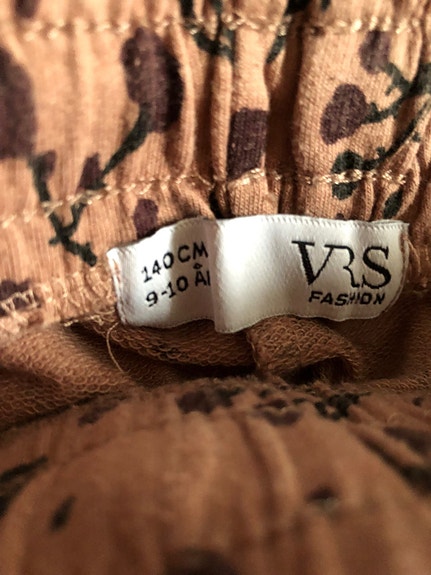 140CM
9-10 Å
VRS
FASHION